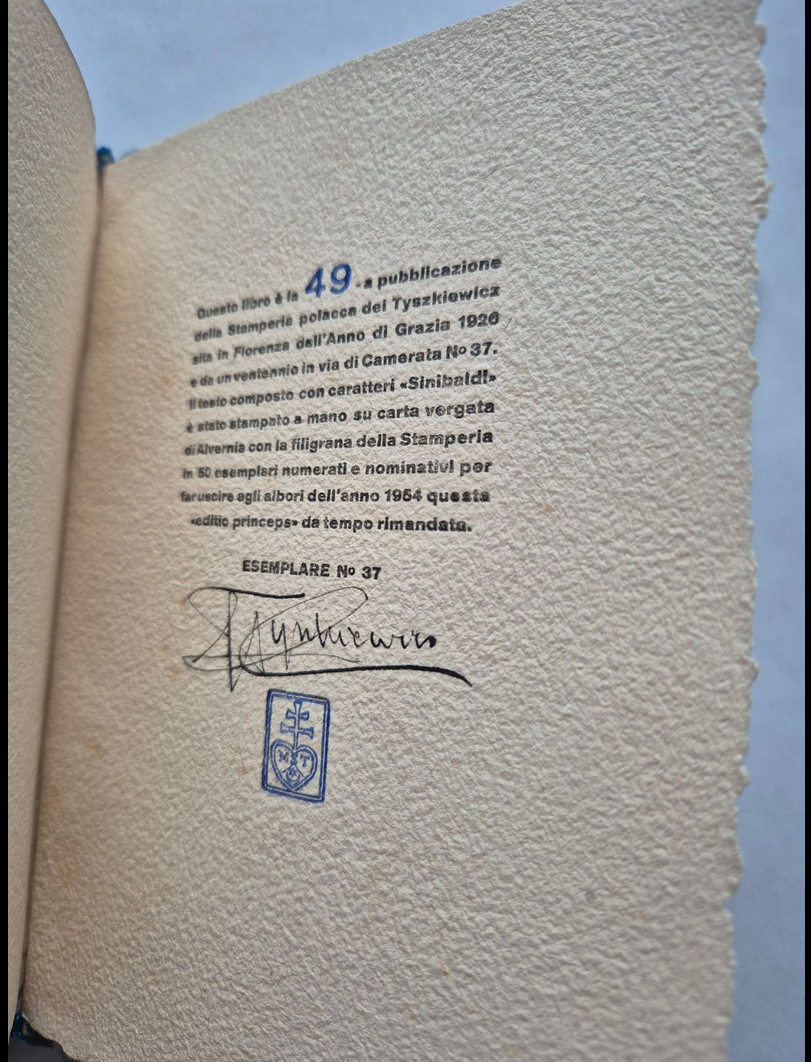 Questo libro è la 49.a pubblicazione
della Stamperia polacca dei Tyszkiewicz
sita in Fiorenza dall'Anno di Grazia 1926
e da un ventennio in via di Camerata No 37.
Il testo composto con caratteri «Sinibaldi»
è stato stampato a mano su carta vergata
di Alvernia con la filigrana della Stamperia
in 50 esemplari numerati e nominativi per
far uscire agli albori dell'anno 1954 questa
«editio princeps» da tempo rimandata.
ESEMPLARE No 37
Tyszkiewicz
M T